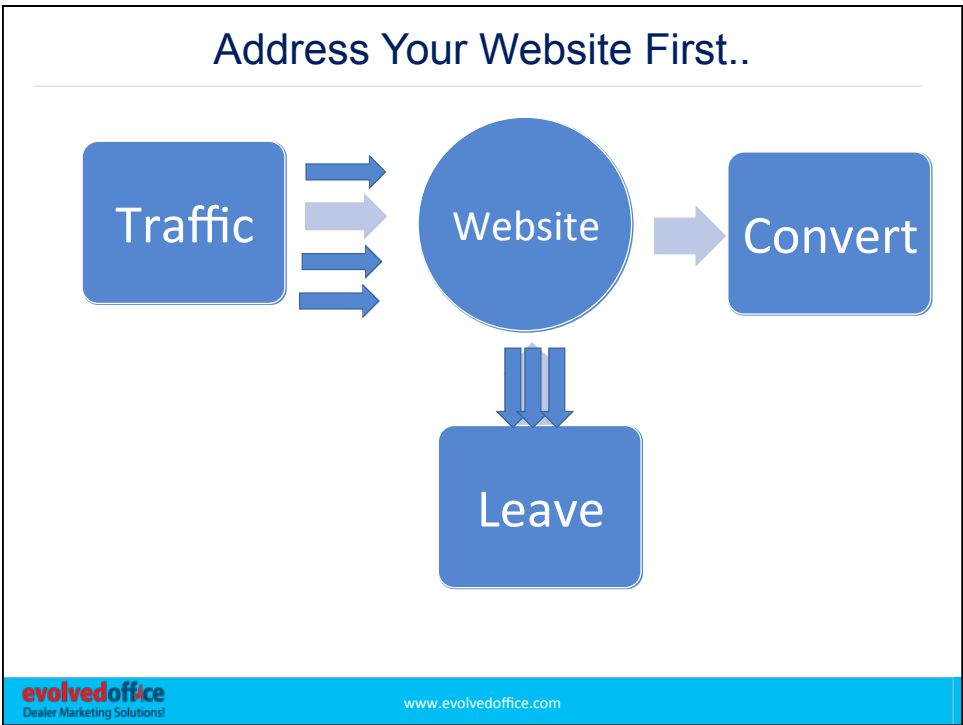 Address Your Website First..
Traffic
Website
Convert
Leave
evolvedoffice
Dealer Marketing Solutions!
www.evolvedoffice.com